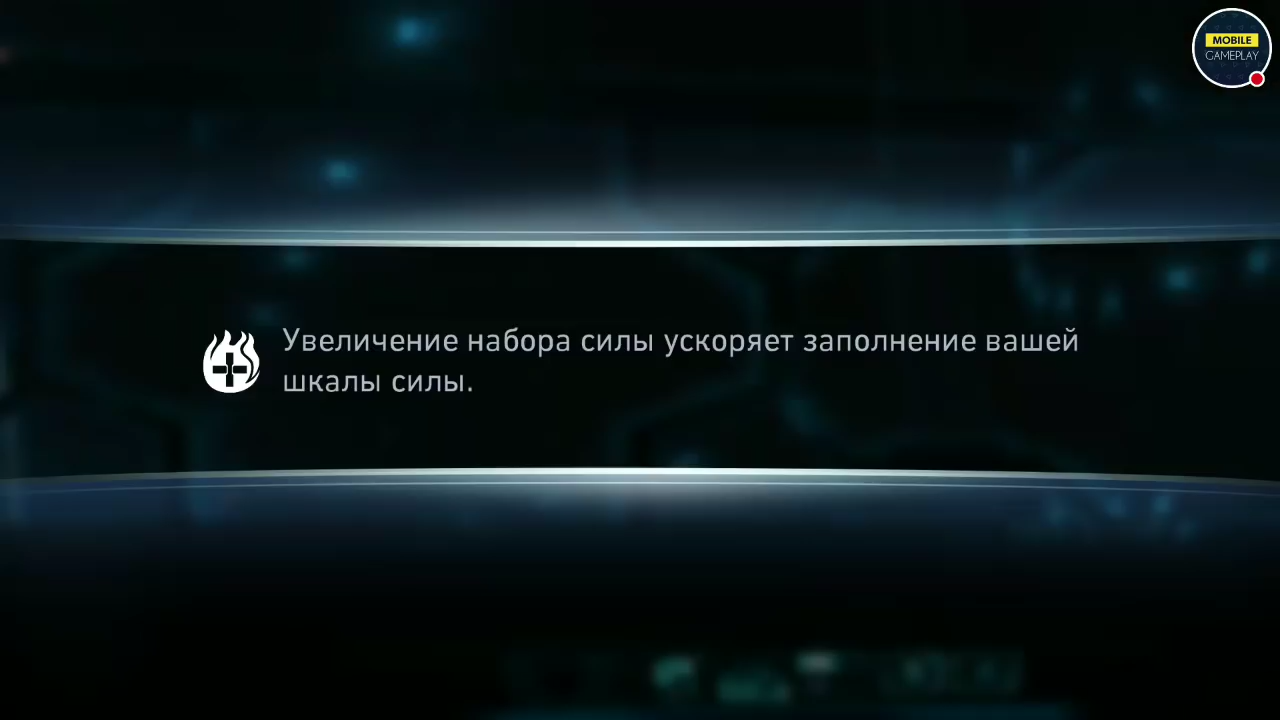 MOBILE
GAMEPLAY
Увеличение набора силы ускоряет заполнение вашей
шкалы силы.